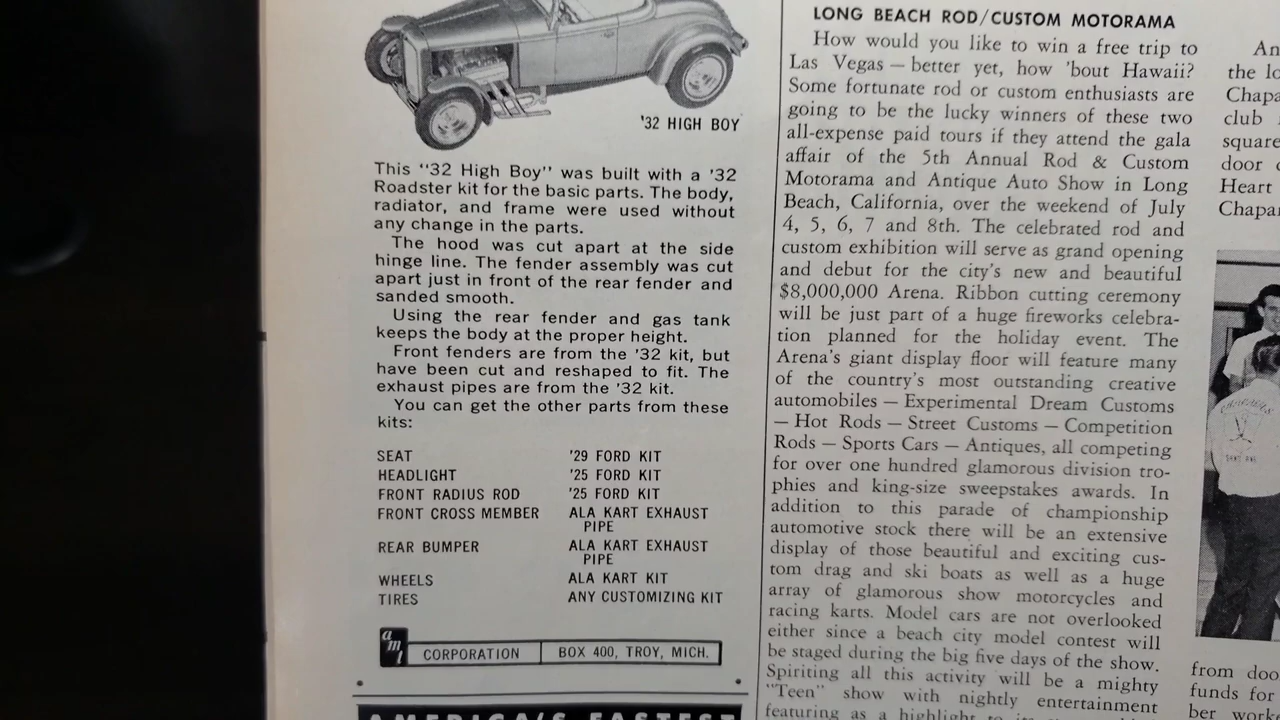 '32 HIGH BOY
This "32 High Boy" was built with a '32
Roadster kit for the basic parts. The body,
radiator, and frame were used without
any change in the parts.
The hood was cut apart at the side
hinge line. The fender assembly was cut
apart just in front of the rear fender and
sanded smooth.
Using the rear fender and gas tank
keeps the body at the proper height.
Front fenders are from the '32 kit, but
have been cut and reshaped to fit. The
exhaust pipes are from the '32 kit.
You can get the other parts from these
kits:
SEAT '29 FORD KIT
HEADLIGHT '25 FORD KIT
FRONT RADIUS ROD '25 FORD KIT
FRONT CROSS MEMBER ALA KART EXHAUST
PIPE
REAR BUMPER ALA KART EXHAUST
PIPE
WHEELS ALA KART KIT
TIRES ANY CUSTOMIZING KIT
amt CORPORATION BOX 400, TROY, MICH.
AMERICA'S FASTEST
LONG BEACH ROD/CUSTOM MOTORAMA
How would you like to win a free trip to
Las Vegas — better yet, how 'bout Hawaii?
Some fortunate rod or custom enthusiasts are
going to be the lucky winners of these two
all-expense paid tours if they attend the gala
affair of the 5th Annual Rod & Custom
Motorama and Antique Auto Show in Long
Beach, California, over the weekend of July
4, 5, 6, 7 and 8th. The celebrated rod and
custom exhibition will serve as grand opening
and debut for the city's new and beautiful
$8,000,000 Arena. Ribbon cutting ceremony
will be just part of a huge fireworks celebra-
tion planned for the holiday event. The
Arena's giant display floor will feature many
of the country's most outstanding creative
automobiles — Experimental Dream Customs
— Hot Rods — Street Customs — Competition
Rods — Sports Cars — Antiques, all competing
for over one hundred glamorous division tro-
phies and king-size sweepstakes awards. In
addition to this parade of championship
automotive stock there will be an extensive
display of those beautiful and exciting cus-
tom drag and ski boats as well as a huge
array of glamorous show motorcycles and
racing karts. Model cars are not overlooked
either since a beach city model contest will
be staged during the big five days of the show.
Spiriting all this activity will be a mighty
"Teen" show with nightly entertainment
featuring as a highlight to its
An
the lo
Chapa
club
square
door
Heart
Chapar
from doo
funds for
ber work